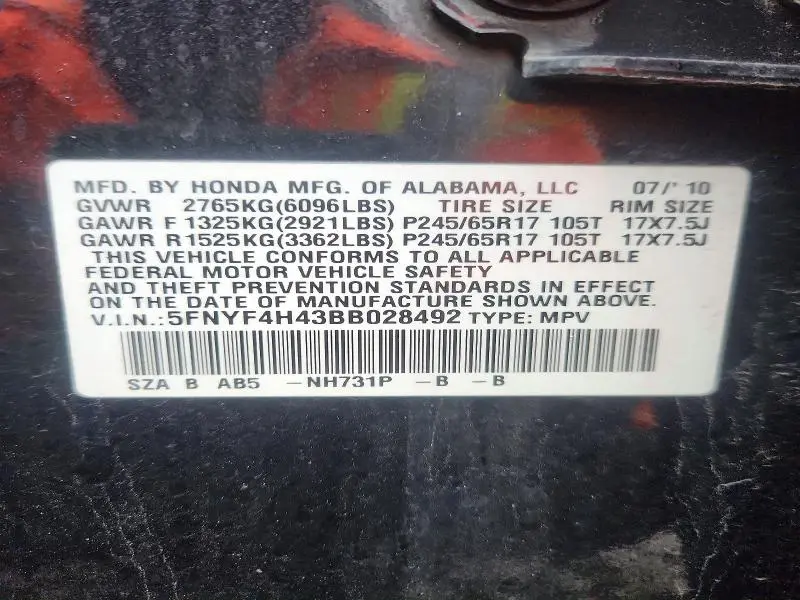 MFD. BY HONDA MFG. OF ALABAMA, LLC 07/'10
GVWR 2765KG(6096LBS) TIRE SIZE RIM SIZE
GAWR F 1325KG(2921LBS) P245/65R17 105T 17X7.5J
GAWR R 1525KG(3362LBS) P245/65R17 105T 17X7.5J
THIS VEHICLE CONFORMS TO ALL APPLICABLE
FEDERAL MOTOR VEHICLE SAFETY
AND THEFT PREVENTION STANDARDS IN EFFECT
ON THE DATE OF MANUFACTURE SHOWN ABOVE.
V.I.N.:5FNYF4H43BB028492 TYPE: MPV
SZA B AB5 -NH731P -B -B